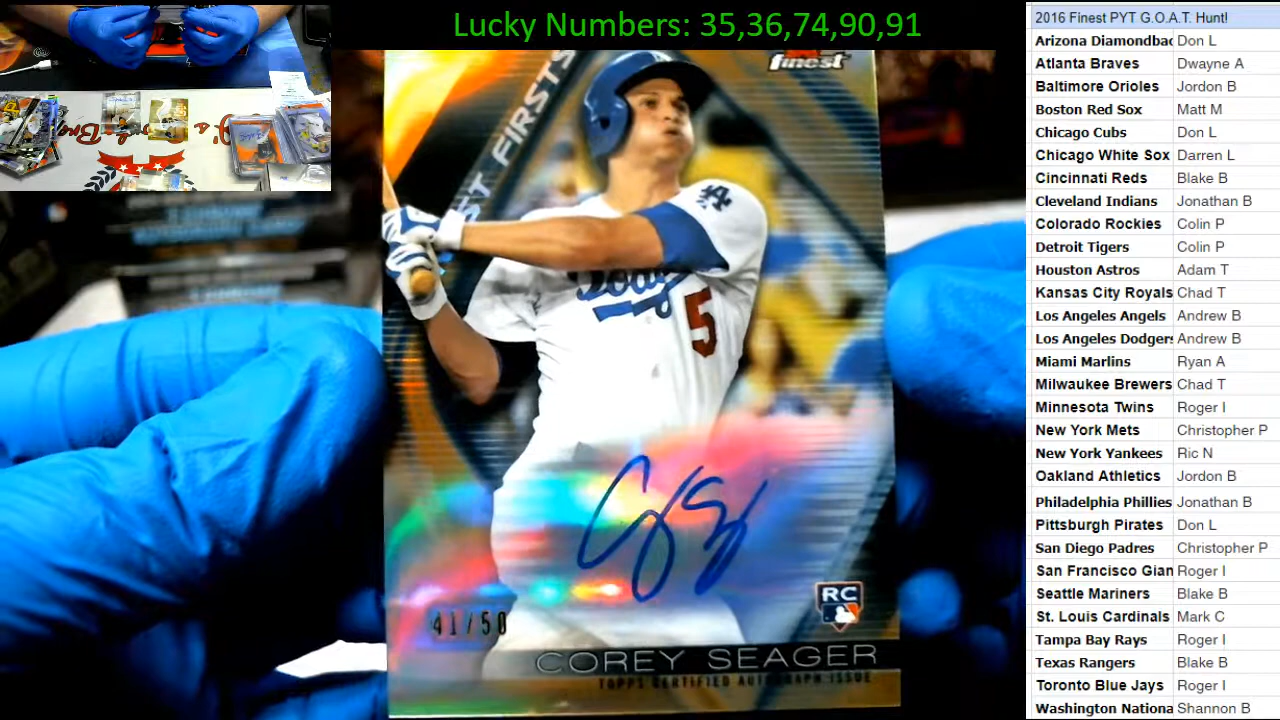 Lucky Numbers: 35,36,74,90,91
finest
FIRSTS
Dodg
5
41/50
RC
COREY SEAGER
TOPPS CERTIFIED AUTOGRAPH ISSUE
2016 Finest PYT G.O.A.T. Hunt!
Arizona Diamondbac Don L
Atlanta Braves Dwayne A
Baltimore Orioles Jordon B
Boston Red Sox Matt M
Chicago Cubs Don L
Chicago White Sox Darren L
Cincinnati Reds Blake B
Cleveland Indians Jonathan B
Colorado Rockies Colin P
Detroit Tigers Colin P
Houston Astros Adam T
Kansas City Royals Chad T
Los Angeles Angels Andrew B
Los Angeles Dodgers Andrew B
Miami Marlins Ryan A
Milwaukee Brewers Chad T
Minnesota Twins Roger I
New York Mets Christopher P
New York Yankees Ric N
Oakland Athletics Jordon B
Philadelphia Phillies Jonathan B
Pittsburgh Pirates Don L
San Diego Padres Christopher P
San Francisco Gian Roger I
Seattle Mariners Blake B
St. Louis Cardinals Mark C
Tampa Bay Rays Roger I
Texas Rangers Blake B
Toronto Blue Jays Roger I
Washington Nationa Shannon B